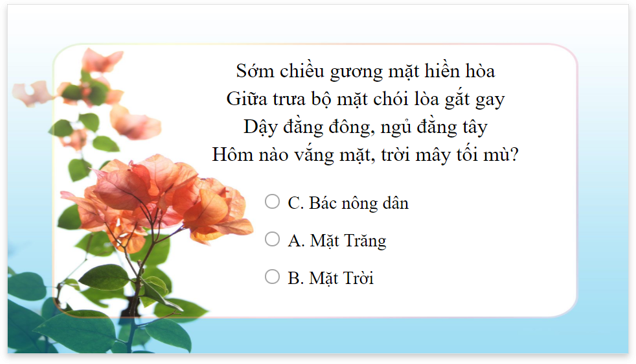 Sớm chiều gương mặt hiền hòa
Giữa trưa bộ mặt chói lòa gắt gay
Dậy đằng đông, ngủ đằng tây
Hôm nào vắng mặt, trời mây tối mù?
C. Bác nông dân
A. Mặt Trăng
B. Mặt Trời